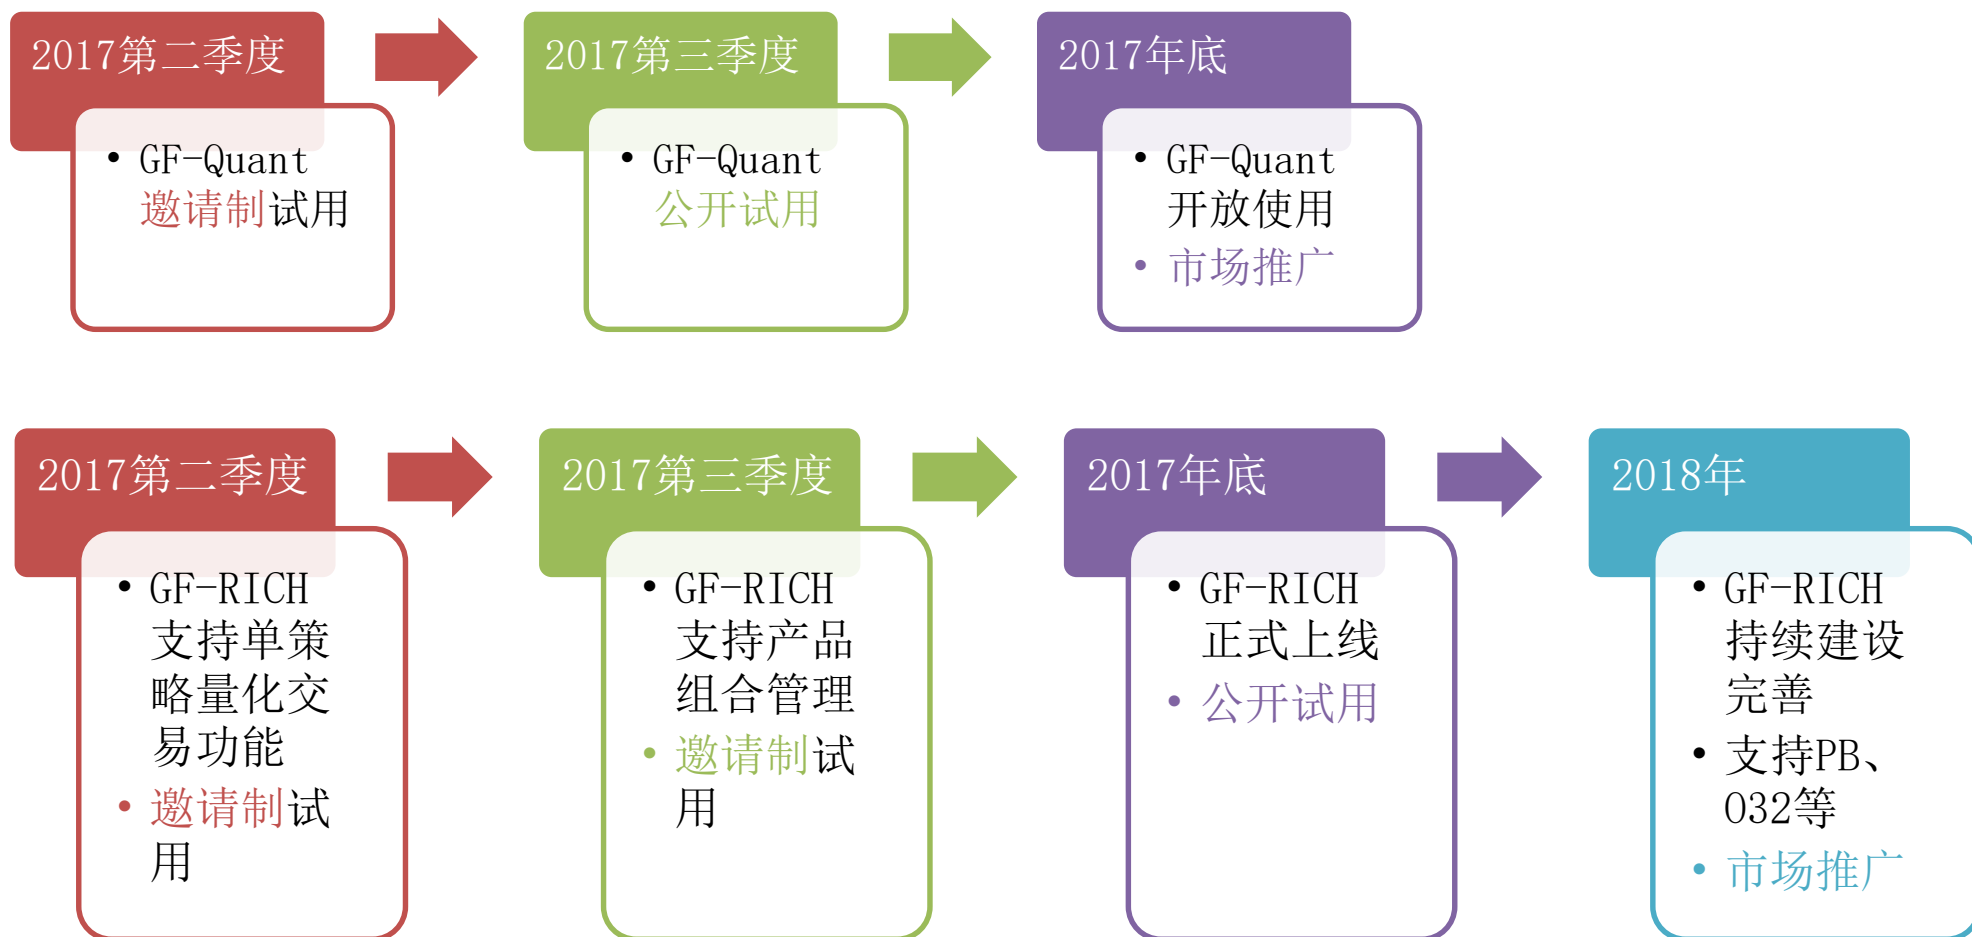 2017第二季度
• GF-Quant
邀请制试用
2017第三季度
• GF-Quant
公开试用
2017年底
• GF-Quant
开放使用
• 市场推广
2017第二季度
• GF-RICH
支持单策
略量化交
易功能
• 邀请制试
用
2017第三季度
• GF-RICH
支持产品
组合管理
• 邀请制试
用
2017年底
• GF-RICH
正式上线
• 公开试用
2018年
• GF-RICH
持续建设
完善
• 支持PB、
O32等
• 市场推广